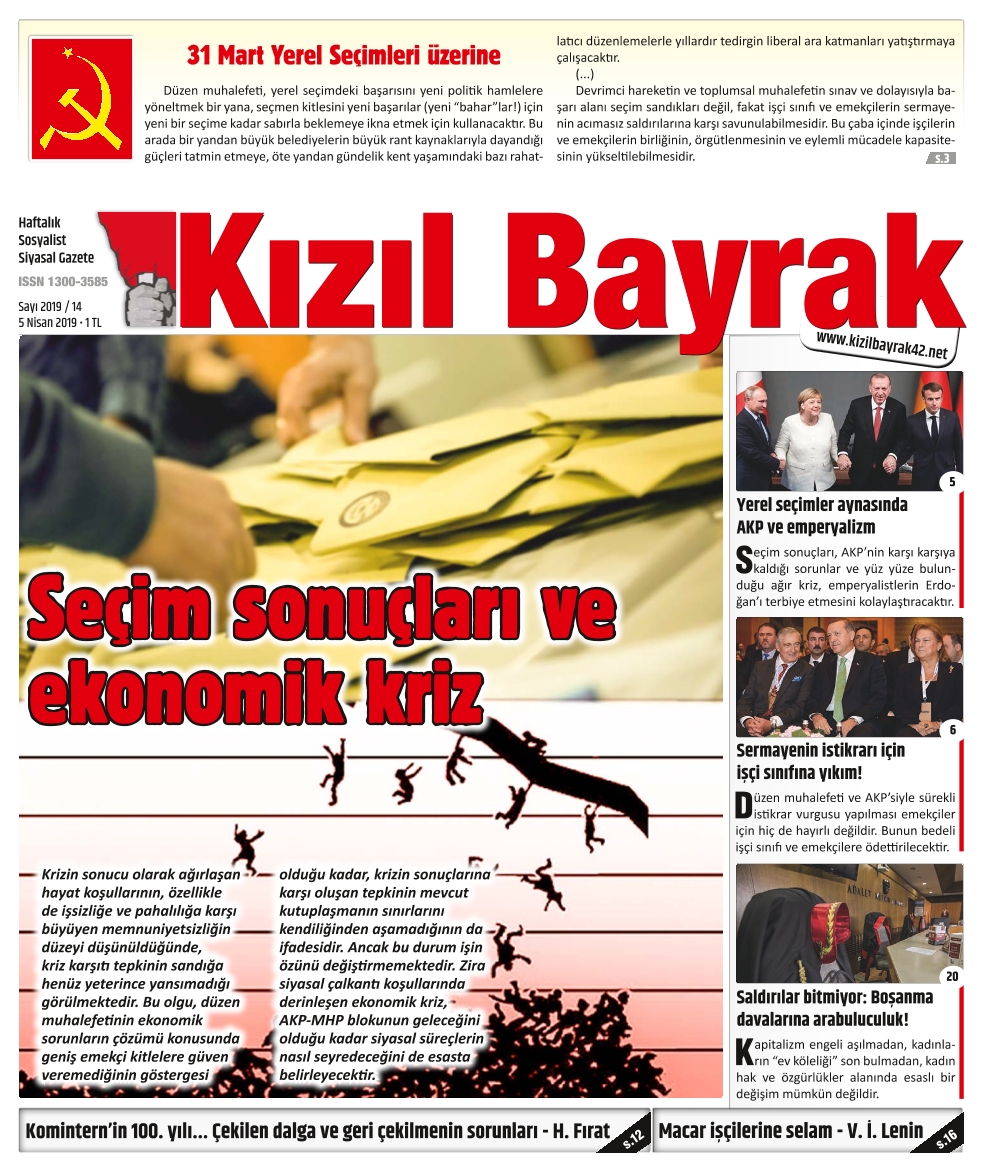 31 Mart Yerel Seçimleri üzerine
Düzen muhalefeti, yerel seçimdeki başarısını yeni politik hamlelere
yöneltmek bir yana, seçmen kitlesini yeni başarılar (yeni “bahar”lar!) için
yeni bir seçime kadar sabırla beklemeye ikna etmek için kullanacaktır. Bu
arada bir yandan büyük belediyelerin büyük rant kaynaklarıyla dayandığı
güçleri tatmin etmeye, öte yandan gündelik kent yaşamındaki bazı rahat-
latıcı düzenlemelerle yıllardır tedirgin liberal ara katmanları yatıştırmaya
çalışacaktır.
(...)
Devrimci hareketin ve toplumsal muhalefetin sınav ve dolayısıyla ba-
şarı alanı seçim sandıkları değil, fakat işçi sınıfı ve emekçilerin sermaye-
nin acımasız saldırılarına karşı savunulabilmesidir. Bu çaba içinde işçilerin
ve emekçilerin birliğinin, örgütlenmesinin ve eylemli mücadele kapasite-
sinin yükseltilebilmesidir.
s.3
Haftalık
Sosyalist
Siyasal Gazete
ISSN 1300-3585
Sayı 2019 / 14
5 Nisan 2019 • 1 TL
Kızıl Bayrak
www.kizilbayrak42.net
Seçim sonuçları ve
ekonomik kriz
Krizin sonucu olarak ağırlaşan
hayat koşullarının, özellikle
de işsizliğe ve pahalılığa karşı
büyüyen memnuniyetsizliğin
düzeyi düşünüldüğünde,
kriz karşıtı tepkinin sandığa
henüz yeterince yansımadığı
görülmektedir. Bu olgu, düzen
muhalefetinin ekonomik
sorunların çözümü konusunda
geniş emekçi kitlelere güven
veremediğinin göstergesi
olduğu kadar, krizin sonuçlarına
karşı oluşan tepkinin mevcut
kutuplaşmanın sınırlarını
kendiliğinden aşamadığının da
ifadesidir. Ancak bu durum işin
özünü değiştirmemektedir. Zira
siyasal çalkantı koşullarında
derinleşen ekonomik kriz,
AKP-MHP blokunun geleceğini
olduğu kadar siyasal süreçlerin
nasıl seyredeceğini de esasta
belirleyecektir.
5
Yerel seçimler aynasında
AKP ve emperyalizm
Seçim sonuçları, AKP’nin karşı karşıya
kaldığı sorunlar ve yüz yüze bulun-
duğu ağır kriz, emperyalistlerin Erdo-
ğan’ı terbiye etmesini kolaylaştıracaktır.
6
Sermayenin istikrarı için
işçi sınıfına yıkım!
Düzen muhalefeti ve AKP’siyle sürekli
istikrar vurgusu yapılması emekçiler
için hiç de hayırlı değildir. Bunun bedeli
işçi sınıfı ve emekçilere ödettirilecektir.
20
Saldırılar bitmiyor: Boşanma
davalarına arabuluculuk!
Kapitalizm engeli aşılmadan, kadınla-
rın “ev köleliği” son bulmadan, kadın
hak ve özgürlükler alanında esaslı bir
değişim mümkün değildir.
Komintern’in 100. yılı... Çekilen dalga ve geri çekilmenin sorunları - H. Fırat
s.12
Macar işçilerine selam - V. İ. Lenin
s.16